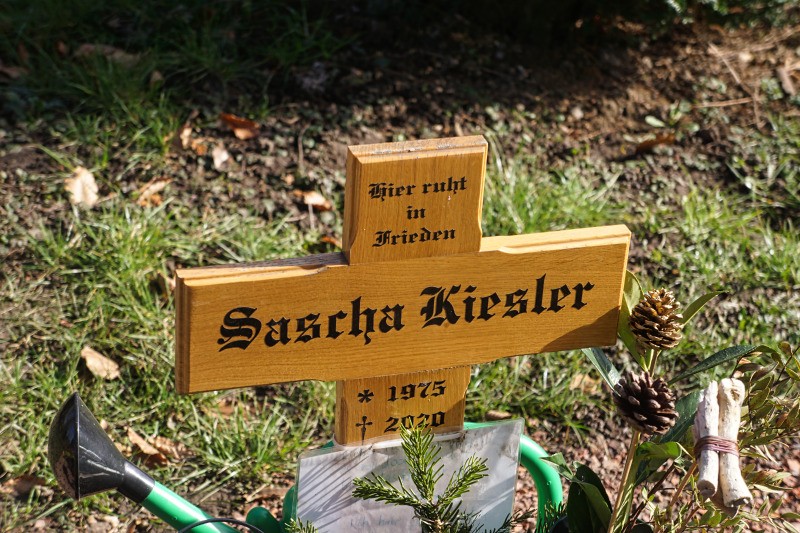 Hier ruht
in
Frieden
Sascha Kiesler
* 1975
† 2020